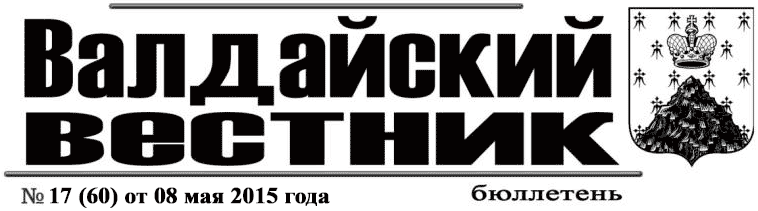 Валдайский
вестник
№ 17 (60) от 08 мая 2015 года
бюллетень